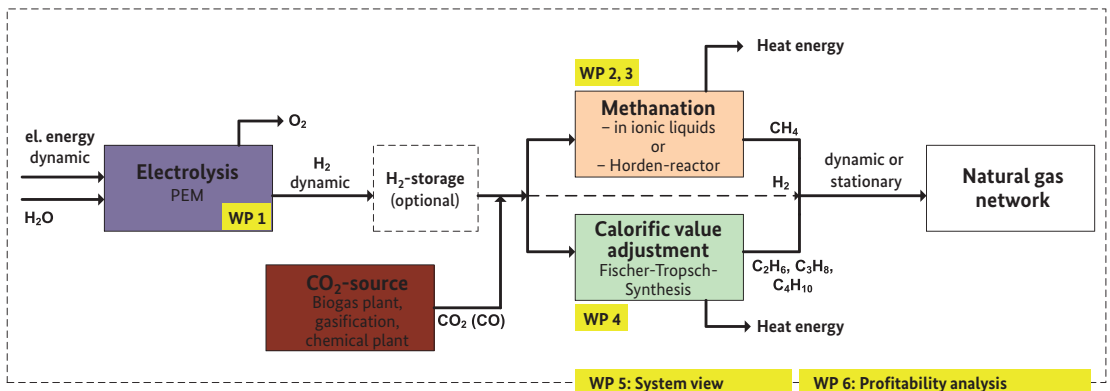 Heat energy
WP 2, 3
Methanation
– in ionic liquids
or
– Horden-reactor
CH₄
O₂
el. energy
dynamic
H₂O
Electrolysis
PEM
WP 1
H₂
dynamic
H₂-storage
(optional)
H₂
dynamic or
stationary
Natural gas
network
Calorific value
adjustment
Fischer-Tropsch-
Synthesis
C₂H₆, C₃H₈,
C₄H₁₀
WP 4
Heat energy
CO₂-source
Biogas plant,
gasification,
chemical plant
CO₂ (CO)
WP 5: System view
WP 6: Profitability analysis